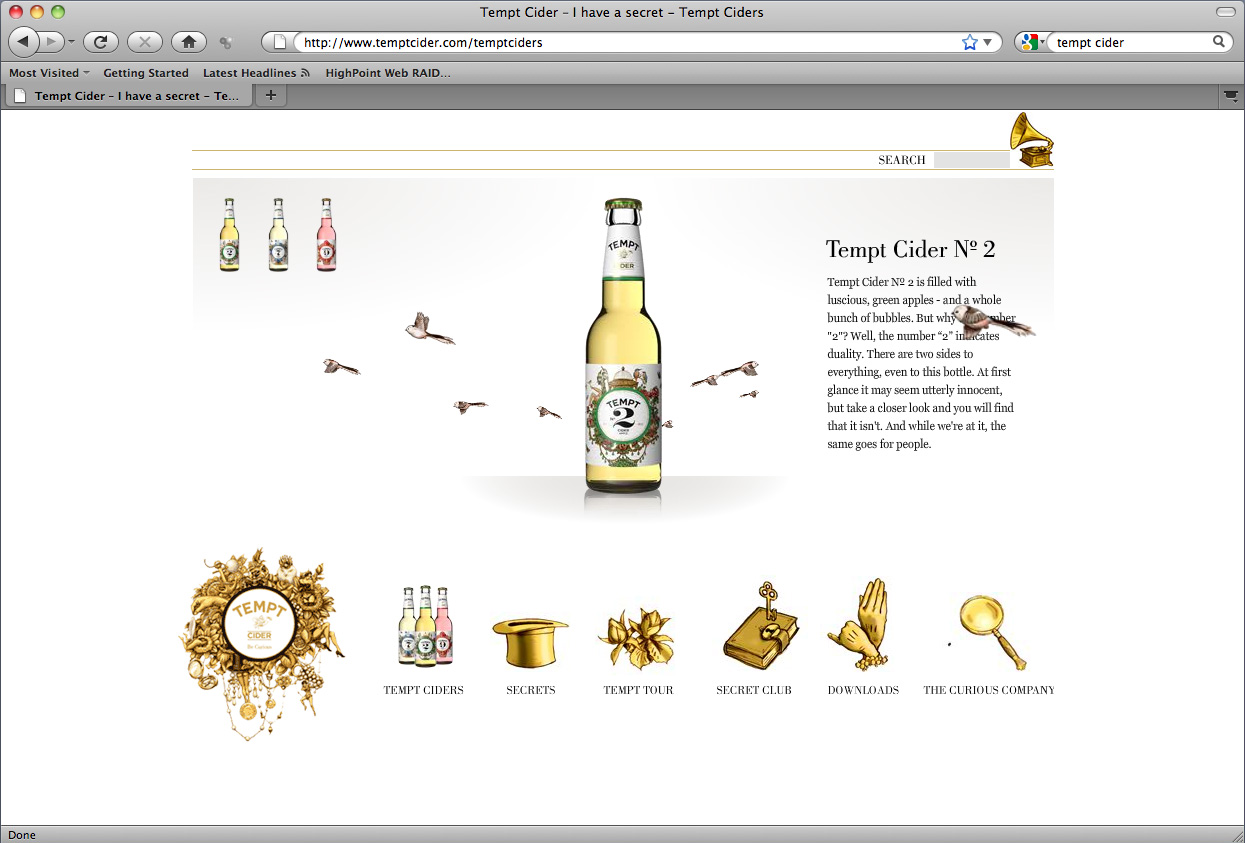 Tempt Cider – I have a secret – Tempt Ciders
http://www.temptcider.com/temptciders
tempt cider
Most Visited
Getting Started
Latest Headlines
HighPoint Web RAID...
Tempt Cider – I have a secret – Te...
SEARCH
TEMPT
CIDER
Tempt Cider Nº 2
Tempt Cider Nº 2 is filled with
luscious, green apples - and a whole
bunch of bubbles. But why
"2"? Well, the number “2” indicates
duality. There are two sides to
everything, even to this bottle. At first
glance it may seem utterly innocent,
but take a closer look and you will find
that it isn't. And while we're at it, the
same goes for people.
TEMPT
2
CIDER
TEMPT
CIDER
Be Curious
TEMPT CIDERS
SECRETS
TEMPT TOUR
SECRET CLUB
DOWNLOADS
THE CURIOUS COMPANY
Done